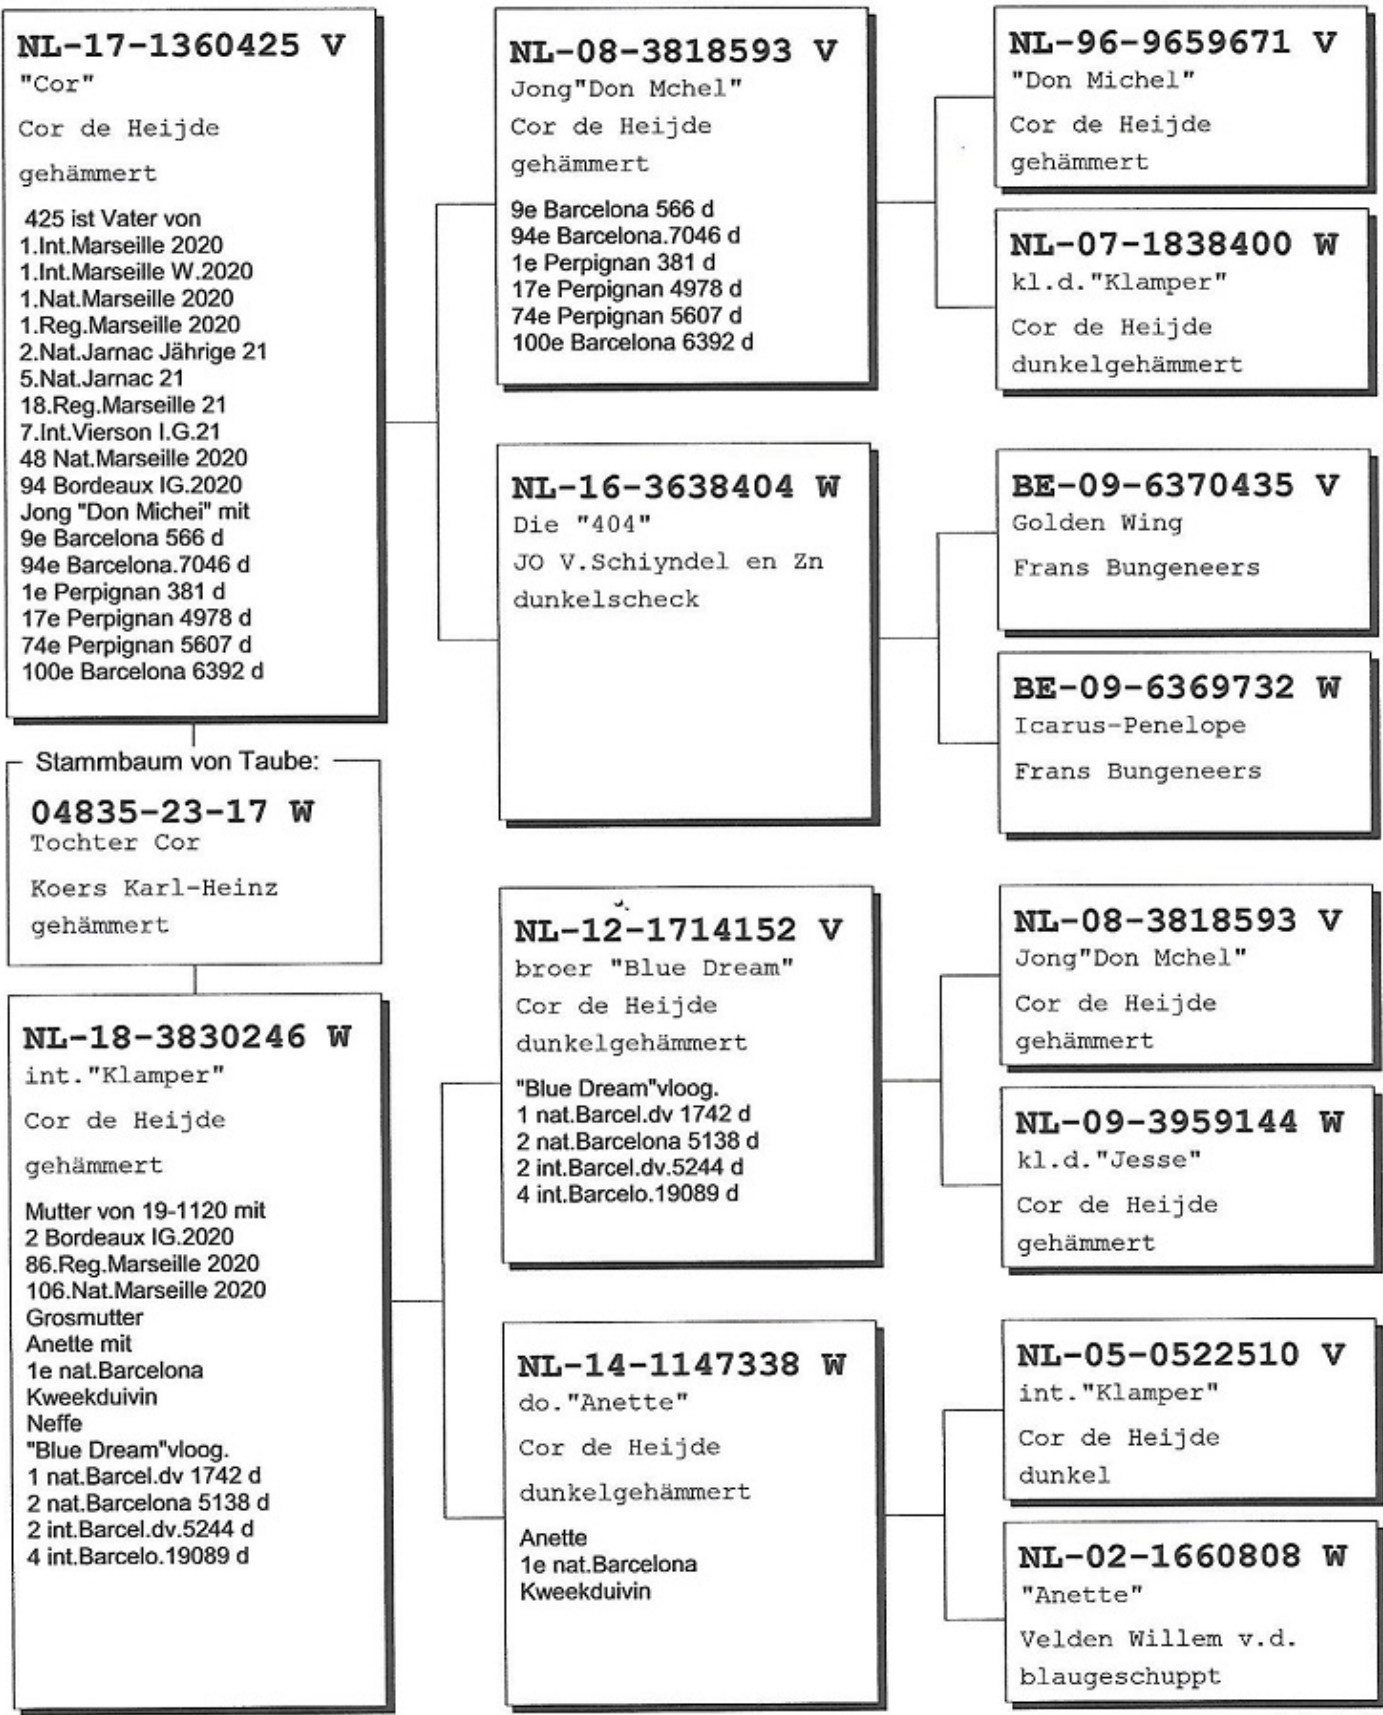 NL-17-1360425 V
"Cor"
Cor de Heijde
gehämmert
425 ist Vater von
1.Int.Marseille 2020
1.Int.Marseille W.2020
1.Nat.Marseille 2020
1.Reg.Marseille 2020
2.Nat.Jarnac Jährige 21
5.Nat.Jarnac 21
18.Reg.Marseille 21
7.Int.Vierson I.G.21
48 Nat.Marseille 2020
94 Bordeaux IG.2020
Jong "Don Michei" mit
9e Barcelona 566 d
94e Barcelona.7046 d
1e Perpignan 381 d
17e Perpignan 4978 d
74e Perpignan 5607 d
100e Barcelona 6392 d
Stammbaum von Taube:
04835-23-17 W
Tochter Cor
Koers Karl-Heinz
gehämmert
NL-18-3830246 W
int."Klamper"
Cor de Heijde
gehämmert
Mutter von 19-1120 mit
2 Bordeaux IG.2020
86.Reg.Marseille 2020
106.Nat.Marseille 2020
Grosmutter
Anette mit
1e nat.Barcelona
Kweekduivin
Neffe
"Blue Dream"vloog.
1 nat.Barcel.dv 1742 d
2 nat.Barcelona 5138 d
2 int.Barcel.dv.5244 d
4 int.Barcelo.19089 d
NL-08-3818593 V
Jong"Don Mchel"
Cor de Heijde
gehämmert
9e Barcelona 566 d
94e Barcelona.7046 d
1e Perpignan 381 d
17e Perpignan 4978 d
74e Perpignan 5607 d
100e Barcelona 6392 d
NL-16-3638404 W
Die "404"
JO V.Schiyndel en Zn
dunkelscheck
NL-12-1714152 V
broer "Blue Dream"
Cor de Heijde
dunkelgehämmert
"Blue Dream"vloog.
1 nat.Barcel.dv 1742 d
2 nat.Barcelona 5138 d
2 int.Barcel.dv.5244 d
4 int.Barcelo.19089 d
NL-14-1147338 W
do."Anette"
Cor de Heijde
dunkelgehämmert
Anette
1e nat.Barcelona
Kweekduivin
NL-96-9659671 V
"Don Michel"
Cor de Heijde
gehämmert
NL-07-1838400 W
kl.d."Klamper"
Cor de Heijde
dunkelgehämmert
BE-09-6370435 V
Golden Wing
Frans Bungeneers
BE-09-6369732 W
Icarus-Penelope
Frans Bungeneers
NL-08-3818593 V
Jong"Don Mchel"
Cor de Heijde
gehämmert
NL-09-3959144 W
kl.d."Jesse"
Cor de Heijde
gehämmert
NL-05-0522510 V
int."Klamper"
Cor de Heijde
dunkel
NL-02-1660808 W
"Anette"
Velden Willem v.d.
blaugeschuppt